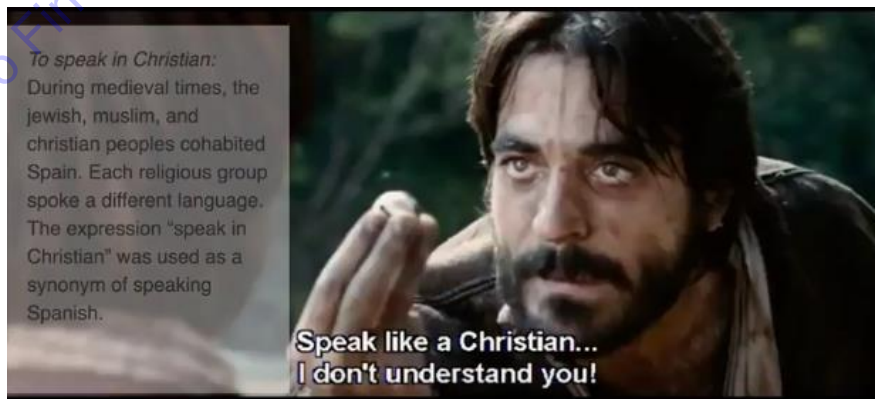 To speak in Christian:
During medieval times, the
jewish, muslim, and
christian peoples cohabited
Spain. Each religious group
spoke a different language.
The expression “speak in
Christian” was used as a
synonym of speaking
Spanish.
Speak like a Christian...
I don't understand you!